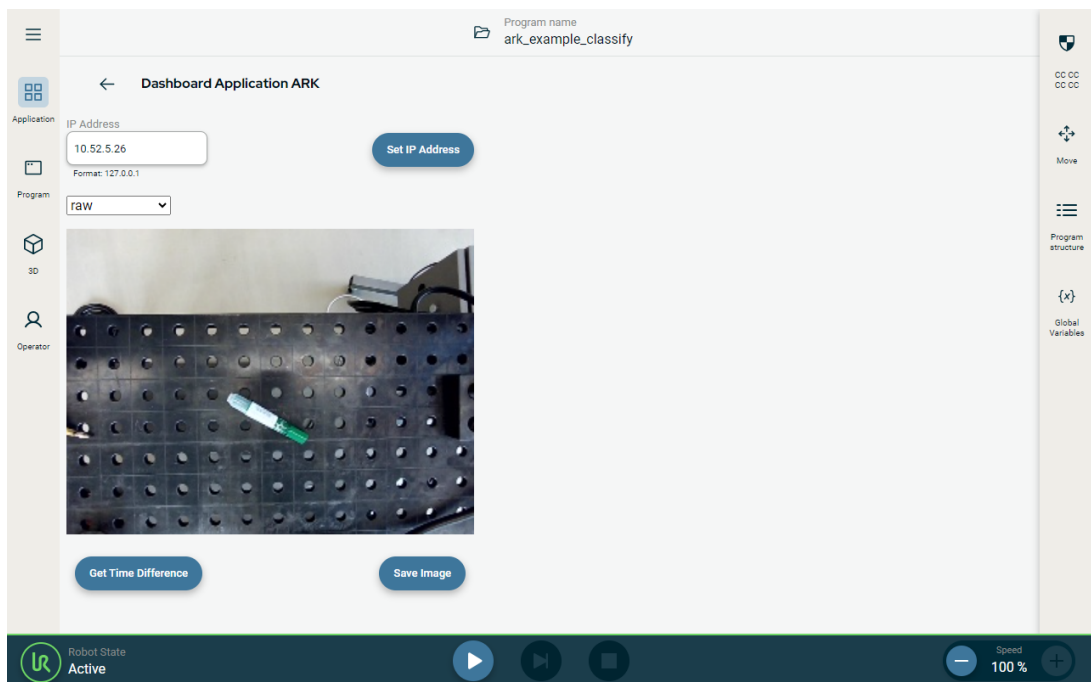 Program name
ark_example_classify
Dashboard Application ARK
Application
IP Address
10.52.5.26
Set IP Address
Format: 127.0.0.1
Program
raw
3D
Operator
Get Time Difference
Save Image
CC CC
CC CC
Move
Program
structure
{x}
Global
Variables
UR
Robot State
Active
Speed
100 %